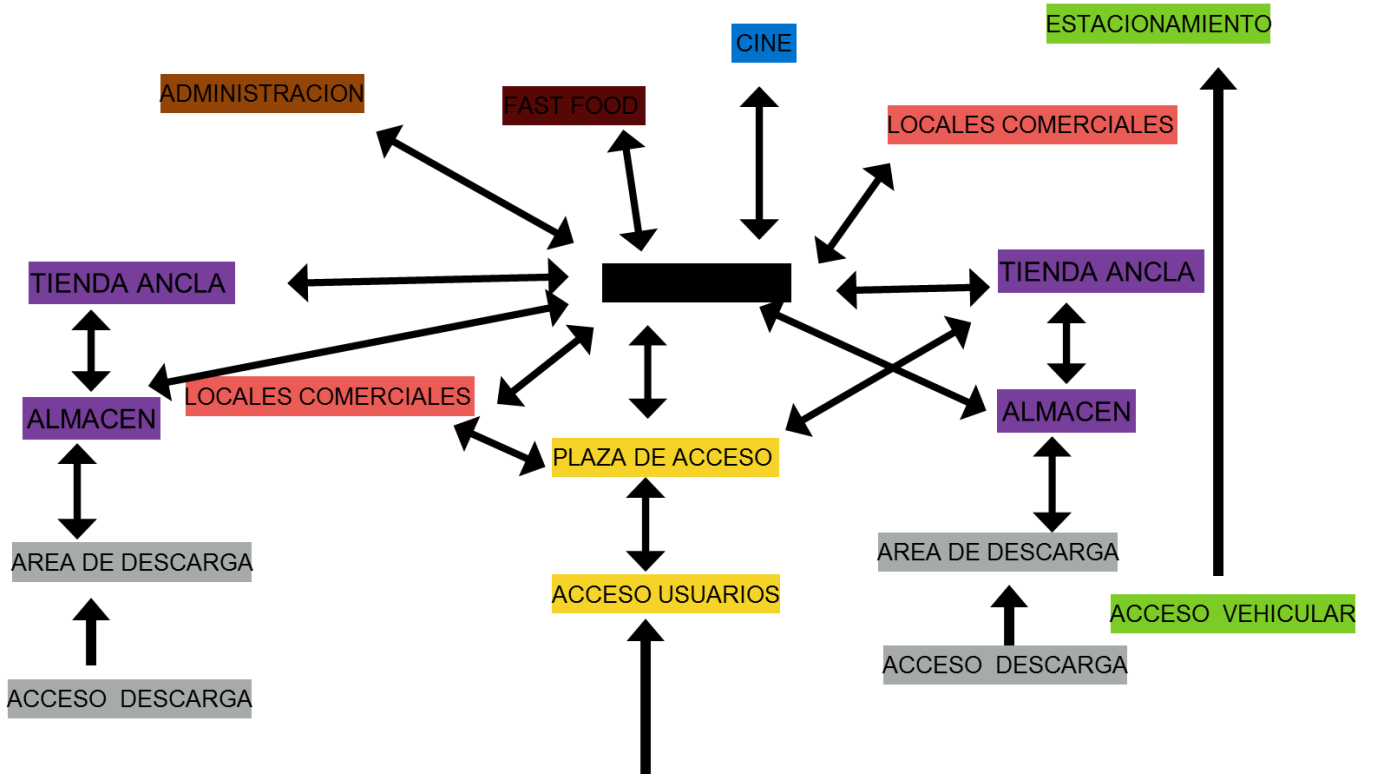 ESTACIONAMIENTO
CINE
ADMINISTRACION
FAST FOOD
LOCALES COMERCIALES
TIENDA ANCLA
TIENDA ANCLA
LOCALES COMERCIALES
ALMACEN
ALMACEN
PLAZA DE ACCESO
AREA DE DESCARGA
AREA DE DESCARGA
ACCESO USUARIOS
ACCESO VEHICULAR
ACCESO DESCARGA
ACCESO DESCARGA